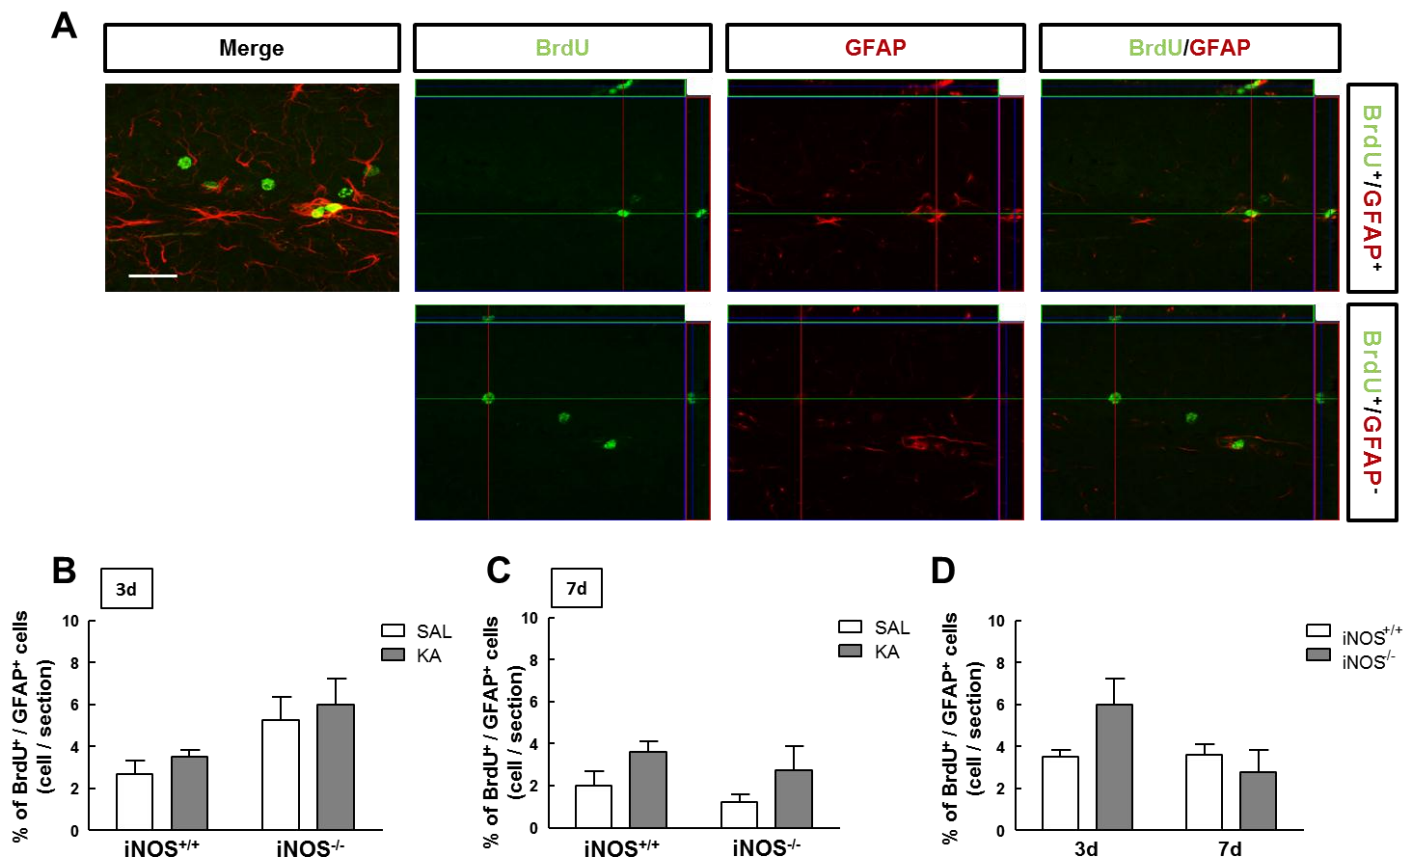 A
Merge
BrdU
GFAP
BrdU/GFAP
BrdU⁺/GFAP⁺
BrdU⁺/GFAP⁻
B
3d
% of BrdU⁺ / GFAP⁺ cells
(cell / section)
10
8
6
4
2
0
SAL
KA
iNOS⁺/⁺
iNOS⁻/⁻
C
7d
% of BrdU⁺ / GFAP⁺ cells
(cell / section)
10
8
6
4
2
0
SAL
KA
iNOS⁺/⁺
iNOS⁻/⁻
D
% of BrdU⁺ / GFAP⁺ cells
(cell / section)
10
8
6
4
2
0
iNOS⁺/⁺
iNOS⁻/⁻
3d
7d